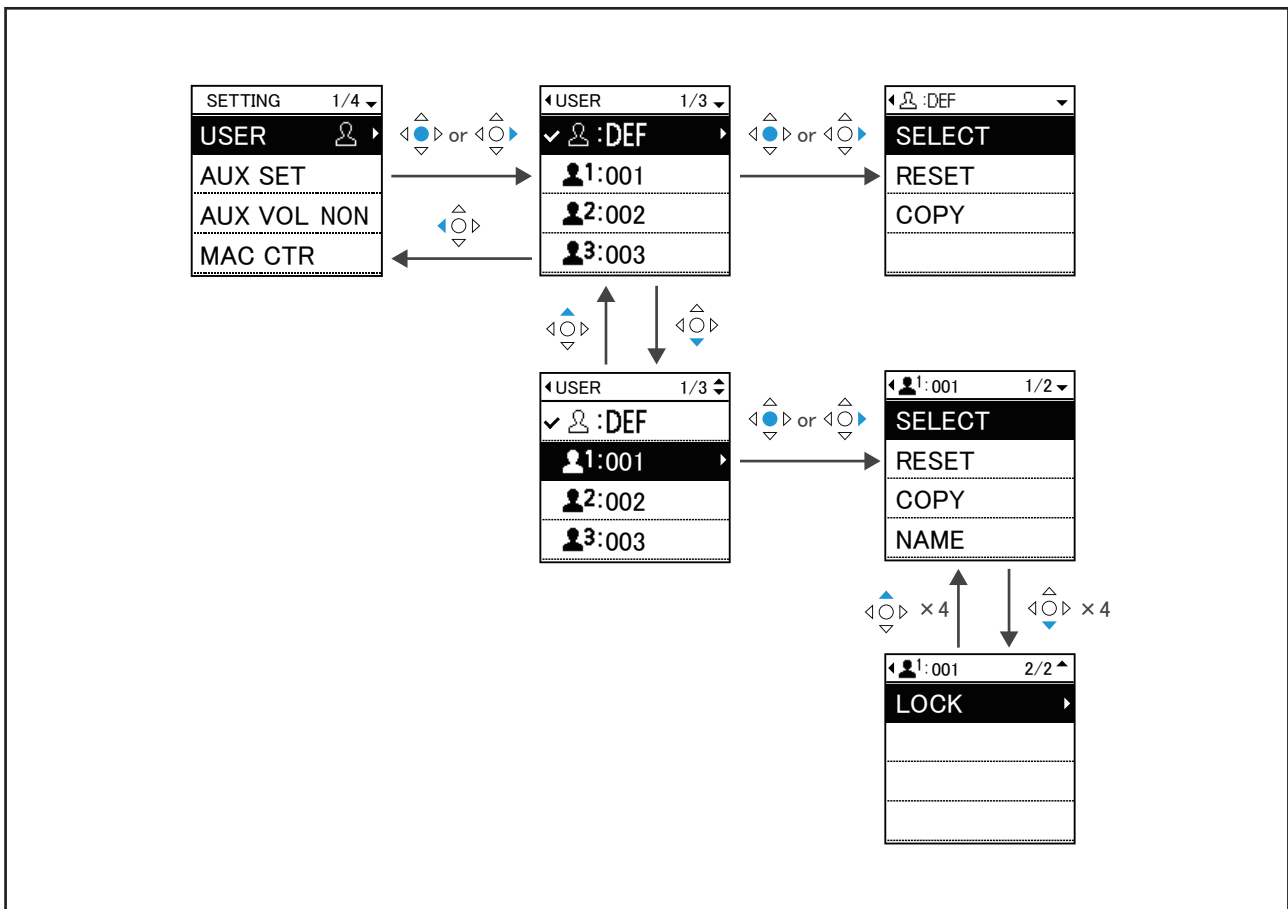 SETTING 1/4
USER
AUX SET
AUX VOL NON
MAC CTR
or
USER 1/3
:DEF
1:001
2:002
3:003
or
:DEF
SELECT
RESET
COPY
USER 1/3
:DEF
1:001
2:002
3:003
or
1:001 1/2
SELECT
RESET
COPY
NAME
×4
×4
1:001 2/2
LOCK